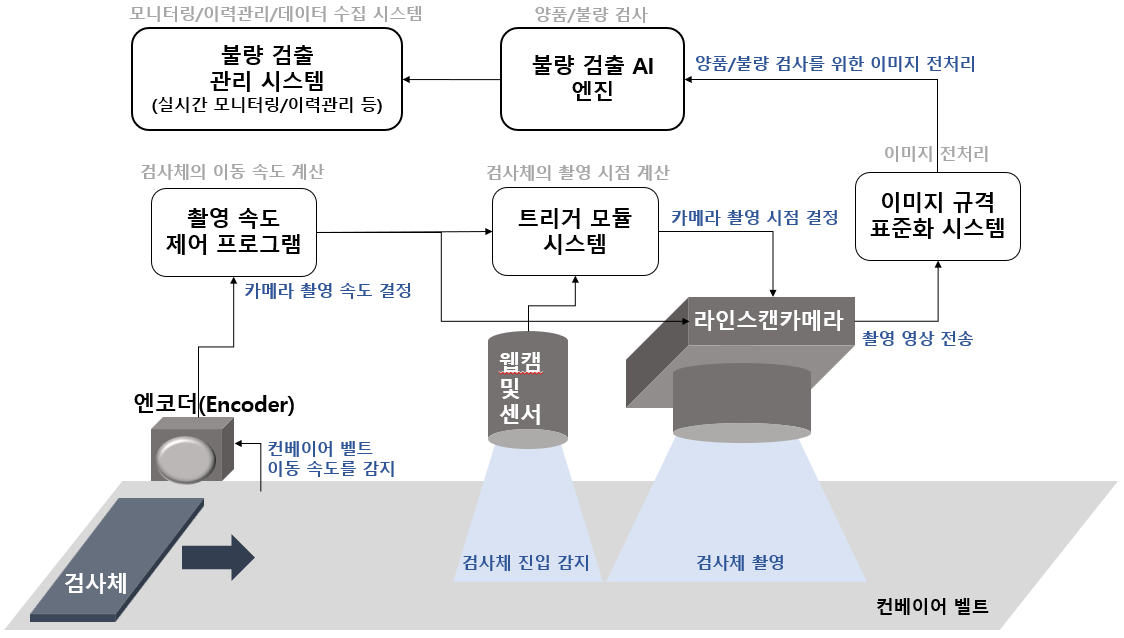 모니터링/이력관리/데이터 수집 시스템
불량 검출
관리 시스템
(실시간 모니터링/이력관리 등)
양품/불량 검사
불량 검출 AI
엔진
양품/불량 검사를 위한 이미지 전처리
이미지 전처리
이미지 규격
표준화 시스템
검사체의 이동 속도 계산
촬영 속도
제어 프로그램
검사체의 촬영 시점 계산
트리거 모듈
시스템
카메라 촬영 시점 결정
카메라 촬영 속도 결정
라인스캔카메라
촬영 영상 전송
웹캠
및
센서
엔코더(Encoder)
컨베이어 벨트
이동 속도를 감지
검사체 진입 감지
검사체 촬영
검사체
컨베이어 벨트